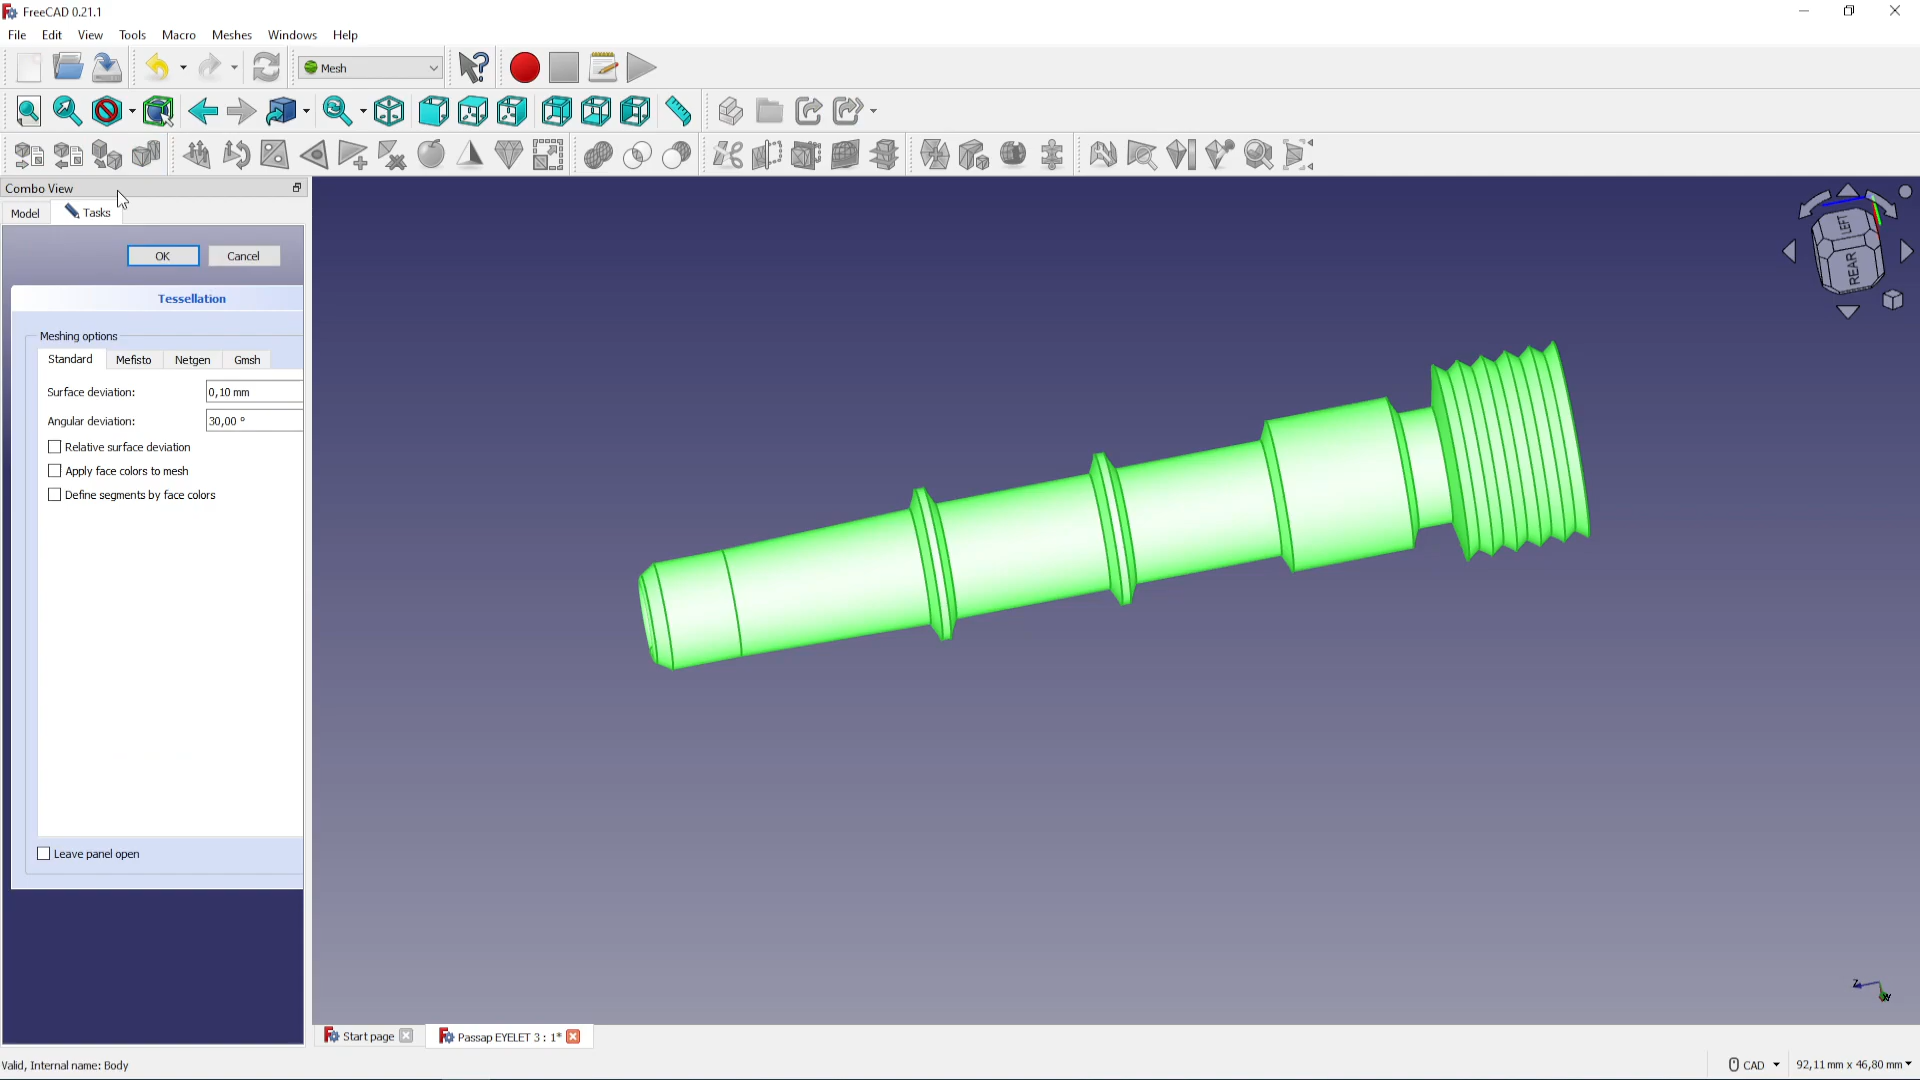 FreeCAD 0.21.1
File Edit View Tools Macro Meshes Windows Help
Mesh
Combo View
Model Tasks
OK Cancel
Tessellation
Meshing options
Standard Mefisto Netgen Gmsh
Surface deviation: 0,10 mm
Angular deviation: 30,00 °
Relative surface deviation
Apply face colors to mesh
Define segments by face colors
Leave panel open
LEFT
REAR
Z
Start page Passap EYELET 3 : 1*
Valid, Internal name: Body
CAD 92,11 mm x 46,80 mm